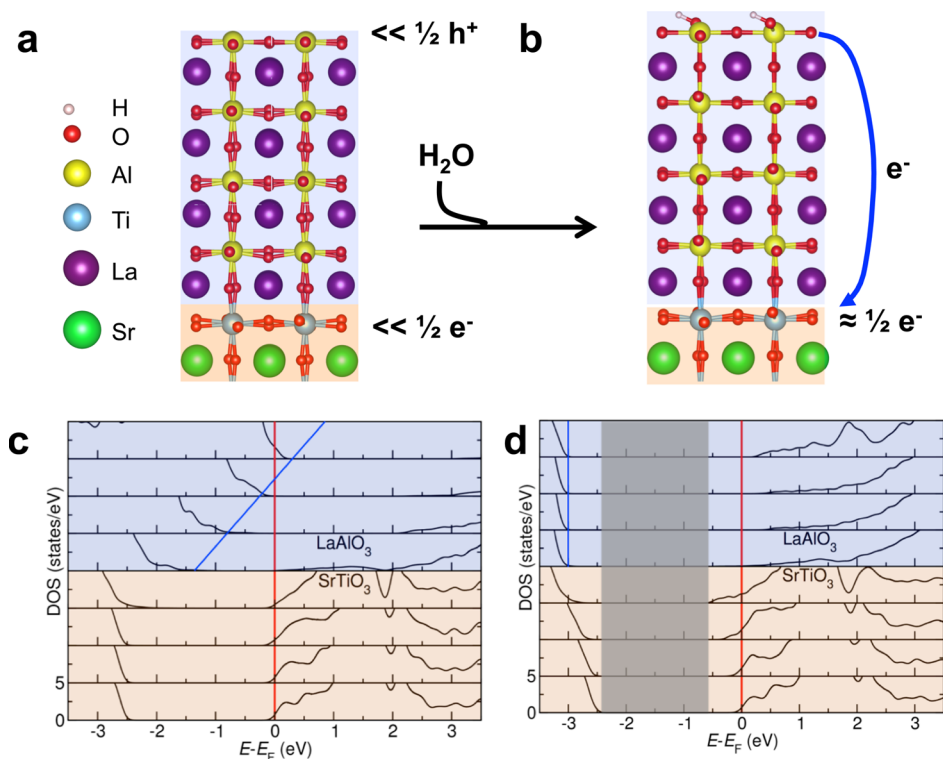 a
<< ½ h⁺
b
H
O
Al
Ti
La
Sr
H₂O
e⁻
<< ½ e⁻
≈ ½ e⁻
c
DOS (states/eV)
LaAlO₃
SrTiO₃
5
0
-3 -2 -1 0 1 2 3
E-E_F (eV)
d
DOS (states/eV)
LaAlO₃
SrTiO₃
5
0
-3 -2 -1 0 1 2 3
E-E_F (eV)